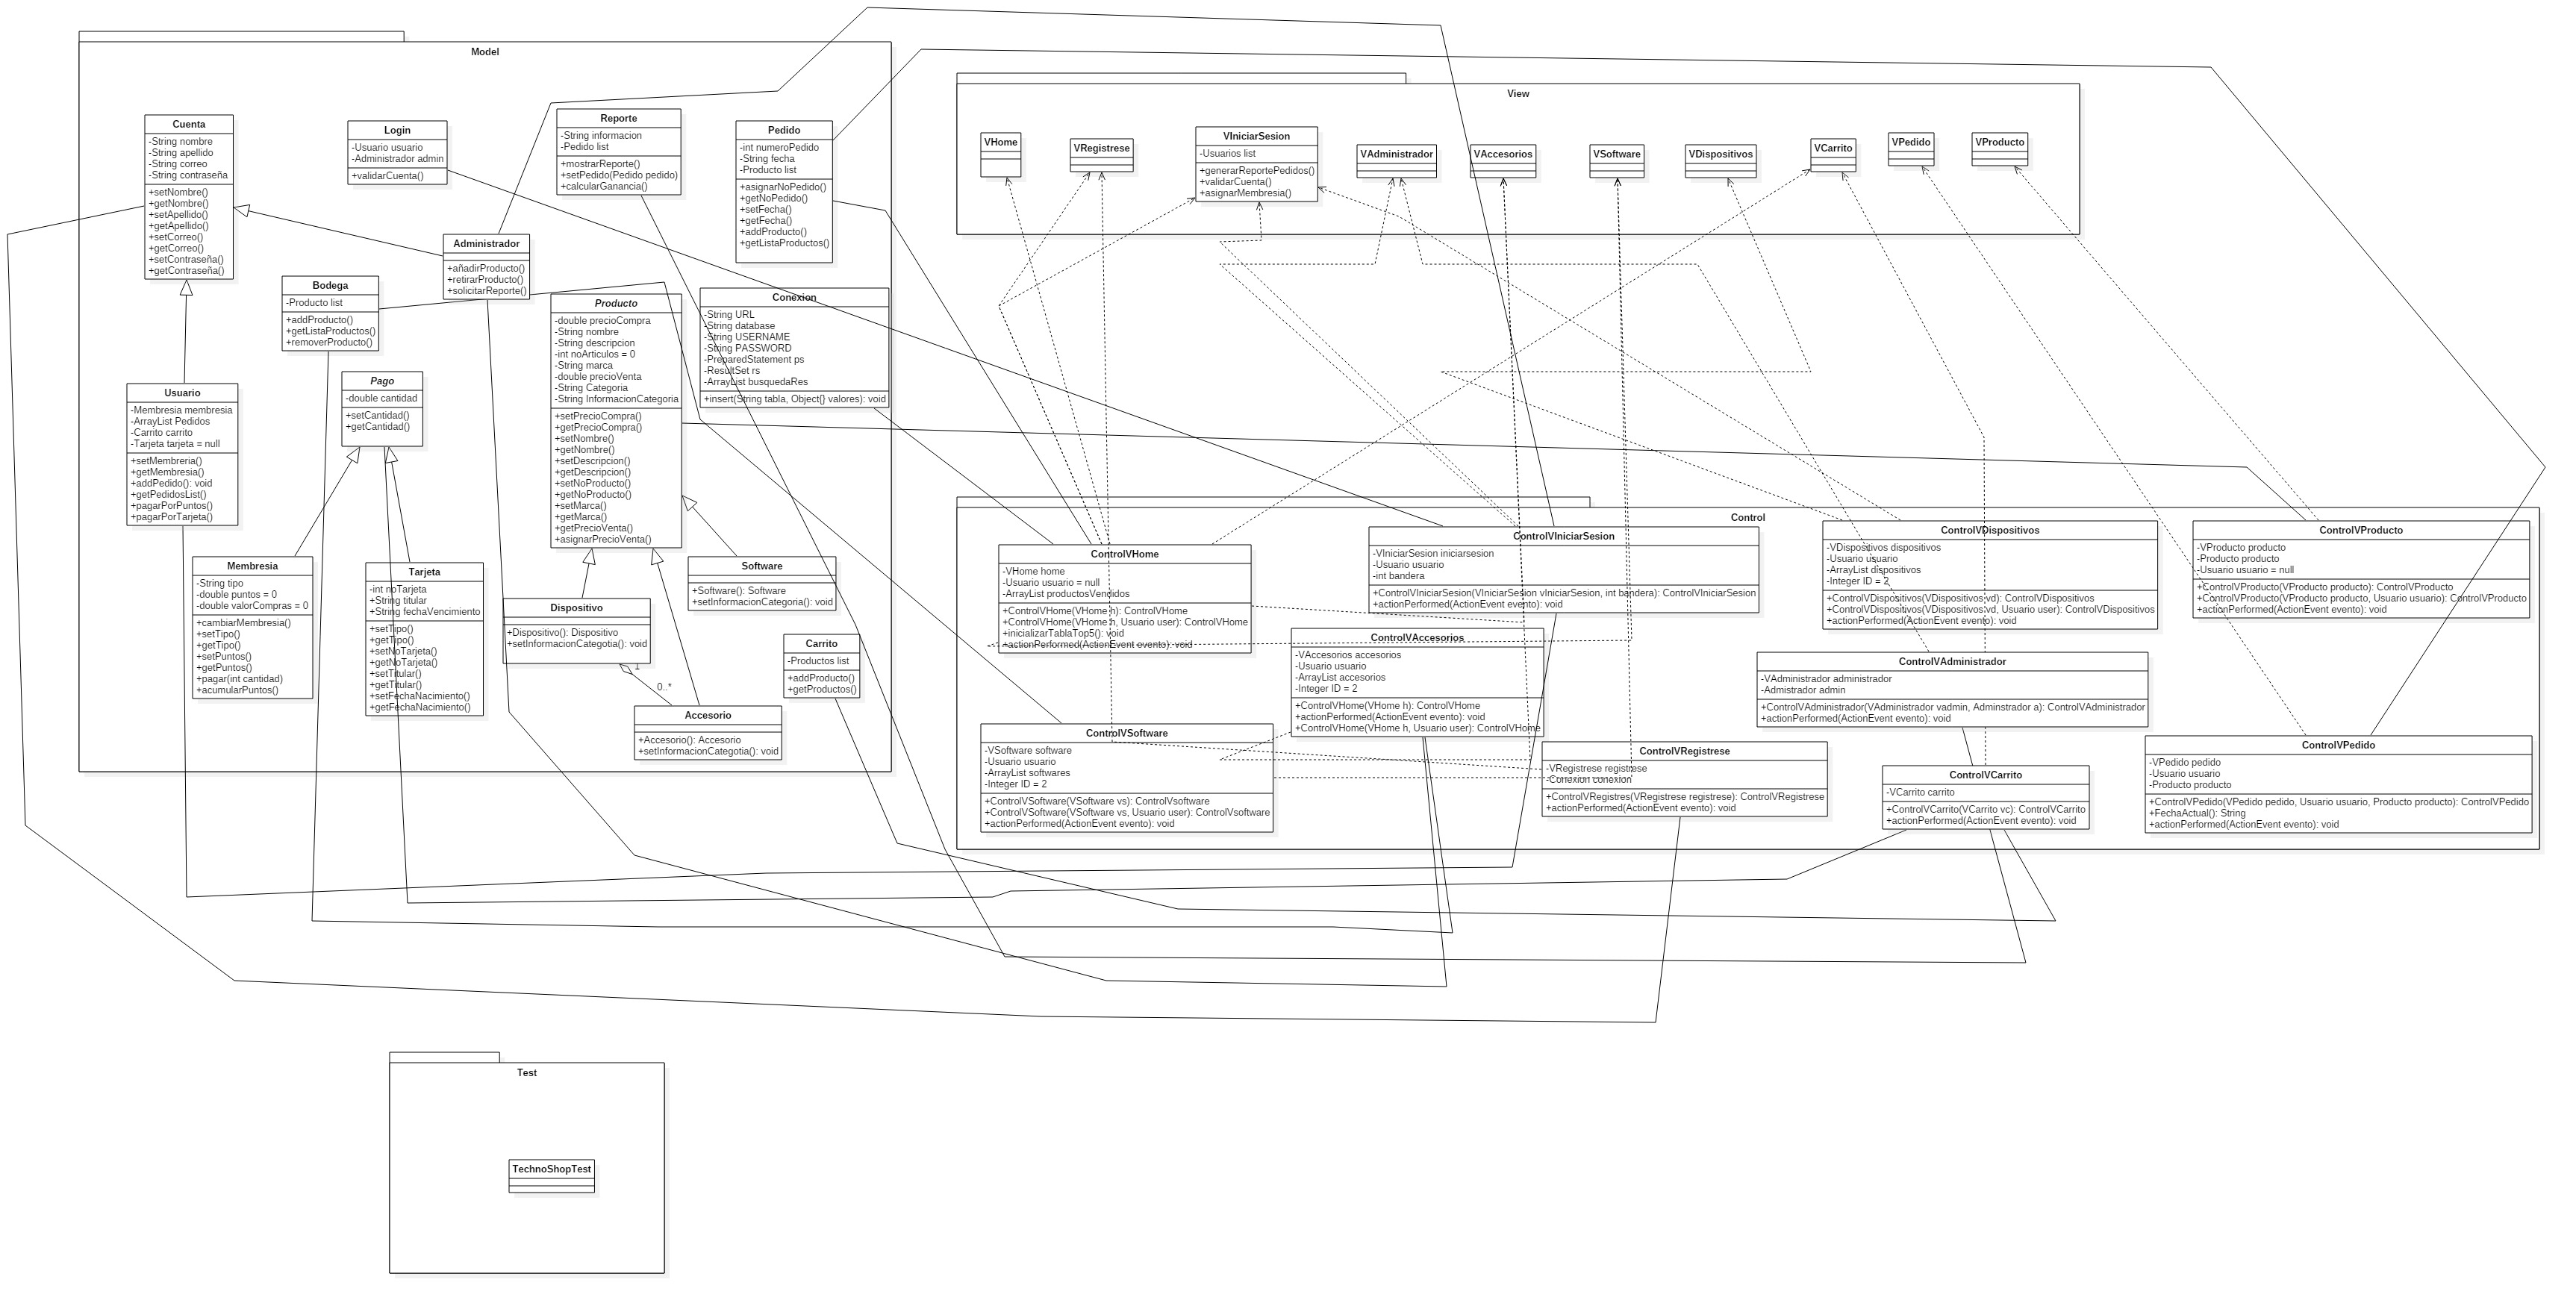 Model
Cuenta
-String nombre
-String apellido
-String correo
-String contraseña
+setNombre()
+getNombre()
+setApellido()
+getApellido()
+setCorreo()
+getCorreo()
+setContraseña()
+getContraseña()
Login
-Usuario usuario
-Administrador admin
+validarCuenta()
Reporte
-String informacion
-Pedido list
+mostrarReporte()
+setPedido(Pedido pedido)
+calcularGanancia()
Pedido
-int numeroPedido
-String fecha
-Producto list
+asignarNoPedido()
+getNoPedido()
+setFecha()
+getFecha()
+addProducto()
+getListaProductos()
Administrador
+añadirProducto()
+retirarProducto()
+solicitarReporte()
Bodega
-Producto list
+addProducto()
+getListaProductos()
+removerProducto()
Producto
-double precioCompra
-String nombre
-String descripcion
-int noArticulos = 0
-String marca
-double precioVenta
-String Categoria
-String InformacionCategoria
+setPrecioCompra()
+getPrecioCompra()
+setNombre()
+getNombre()
+setDescripcion()
+getDescripcion()
+setNoProducto()
+getNoProducto()
+setMarca()
+getMarca()
+getPrecioVenta()
+asignarPrecioVenta()
Conexion
-String URL
-String database
-String USERNAME
-String PASSWORD
-PreparedStatement ps
-ResultSet rs
-ArrayList busquedaRes
+insert(String tabla, Object{} valores): void
Usuario
-Membresia membresia
-ArrayList Pedidos
-Carrito carrito
-Tarjeta tarjeta = null
+setMembreria()
+getMembresia()
+addPedido(): void
+getPedidosList()
+pagarPorPuntos()
+pagarPorTarjeta()
Pago
-double cantidad
+setCantidad()
+getCantidad()
Membresia
-String tipo
-double puntos = 0
-double valorCompras = 0
+cambiarMembresia()
+setTipo()
+getTipo()
+setPuntos()
+getPuntos()
+pagar(int cantidad)
+acumularPuntos()
Tarjeta
-int noTarjeta
+String titular
+String fechaVencimiento
+setTipo()
+getTipo()
+setNoTarjeta()
+getNoTarjeta()
+setTitular()
+getTitular()
+setFechaNacimiento()
+getFechaNacimiento()
Software
+Software(): Software
+setInformacionCategoria(): void
Dispositivo
+Dispositivo(): Dispositivo
+setInformacionCategotia(): void
1
0..*
Carrito
-Productos list
+addProducto()
+getProductos()
Accesorio
+Accesorio(): Accesorio
+setInformacionCategotia(): void
View
VHome
VRegistrese
VIniciarSesion
-Usuarios list
+generarReportePedidos()
+validarCuenta()
+asignarMembresia()
VAdministrador
VAccesorios
VSoftware
VDispositivos
VCarrito
VPedido
VProducto
Control
ControlVHome
-VHome home
-Usuario usuario = null
-ArrayList productosVendidos
+ControlVHome(VHome h): ControlVHome
+ControlVHome(VHome h, Usuario user): ControlVHome
+inicializarTablaTop5(): void
+actionPerformed(ActionEvent evento): void
ControlVIniciarSesion
-VIniciarSesion iniciarsesion
-Usuario usuario
-int bandera
+ControlVIniciarSesion(VIniciarSesion vIniciarSesion, int bandera): ControlVIniciarSesion
+actionPerformed(ActionEvent evento): void
ControlVDispositivos
-VDispositivos dispositivos
-Usuario usuario
-ArrayList dispositivos
-Integer ID = 2
+ControlVDispositivos(VDispositivos vd): ControlVDispositivos
+ControlVDispositivos(VDispositivos vd, Usuario user): ControlVDispositivos
+actionPerformed(ActionEvent evento): void
ControlVProducto
-VProducto producto
-Producto producto
-Usuario usuario = null
+ControlVProducto(VProducto producto): ControlVProducto
+ControlVProducto(VProducto producto, Usuario usuario): ControlVProducto
+actionPerformed(ActionEvent evento): void
ControlVAccesorios
-VAccesorios accesorios
-Usuario usuario
-ArrayList accesorios
-Integer ID = 2
+ControlVHome(VHome h): ControlVHome
+actionPerformed(ActionEvent evento): void
+ControlVHome(VHome h, Usuario user): ControlVHome
ControlVAdministrador
-VAdministrador administrador
-Admistrador admin
+ControlVAdministrador(VAdministrador vadmin, Adminstrador a): ControlVAdministrador
+actionPerformed(ActionEvent evento): void
ControlVSoftware
-VSoftware software
-Usuario usuario
-ArrayList softwares
-Integer ID = 2
+ControlVSoftware(VSoftware vs): ControlVsoftware
+ControlVSoftware(VSoftware vs, Usuario user): ControlVsoftware
+actionPerformed(ActionEvent evento): void
ControlVRegistrese
-VRegistrese registrese
-Conexion conexion
+ControlVRegistres(VRegistrese registrese): ControlVRegistrese
+actionPerformed(ActionEvent evento): void
ControlVCarrito
-VCarrito carrito
+ControlVCarrito(VCarrito vc): ControlVCarrito
+actionPerformed(ActionEvent evento): void
ControlVPedido
-VPedido pedido
-Usuario usuario
-Producto producto
+ControlVPedido(VPedido pedido, Usuario usuario, Producto producto): ControlVPedido
+FechaActual(): String
+actionPerformed(ActionEvent evento): void
Test
TechnoShopTest